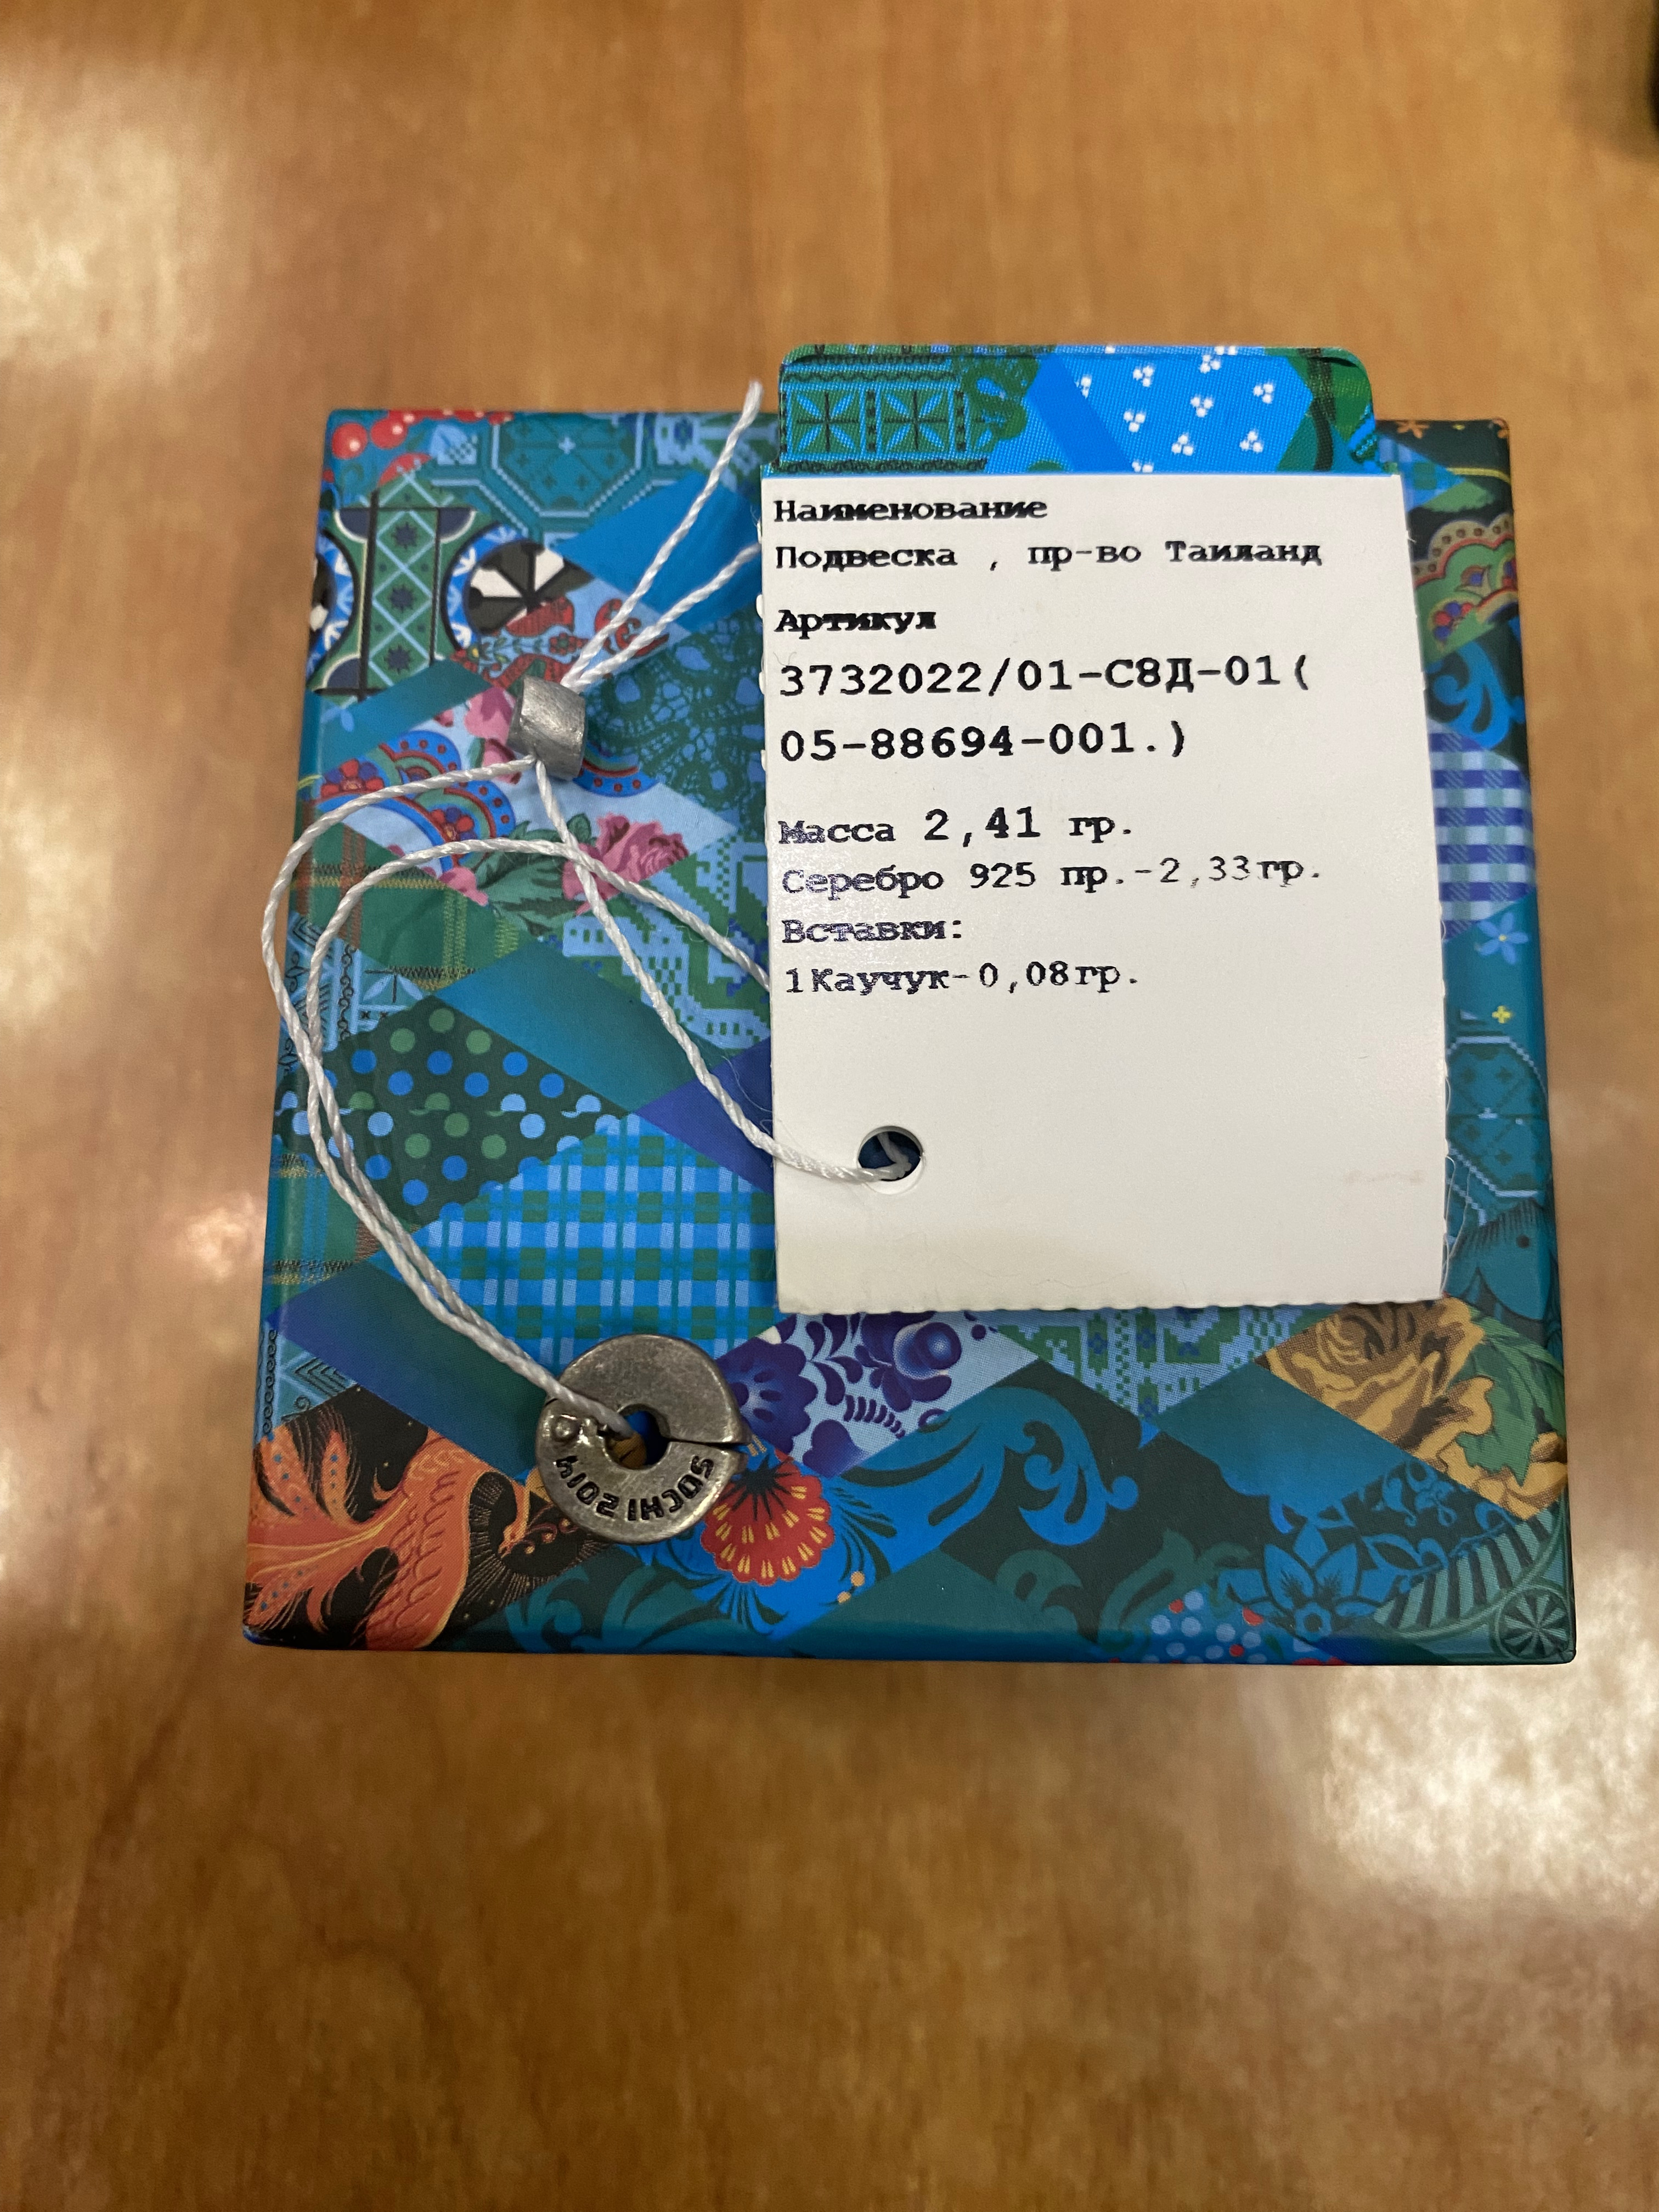 Наименование
Подвеска , пр-во Таиланд
Артикул
3732022/01-С8Д-01(
05-88694-001.)
Масса 2,41 гр.
Серебро 925 пр.-2,33гр.
Вставки:
1Каучук-0,08гр.
SOCHI 2014